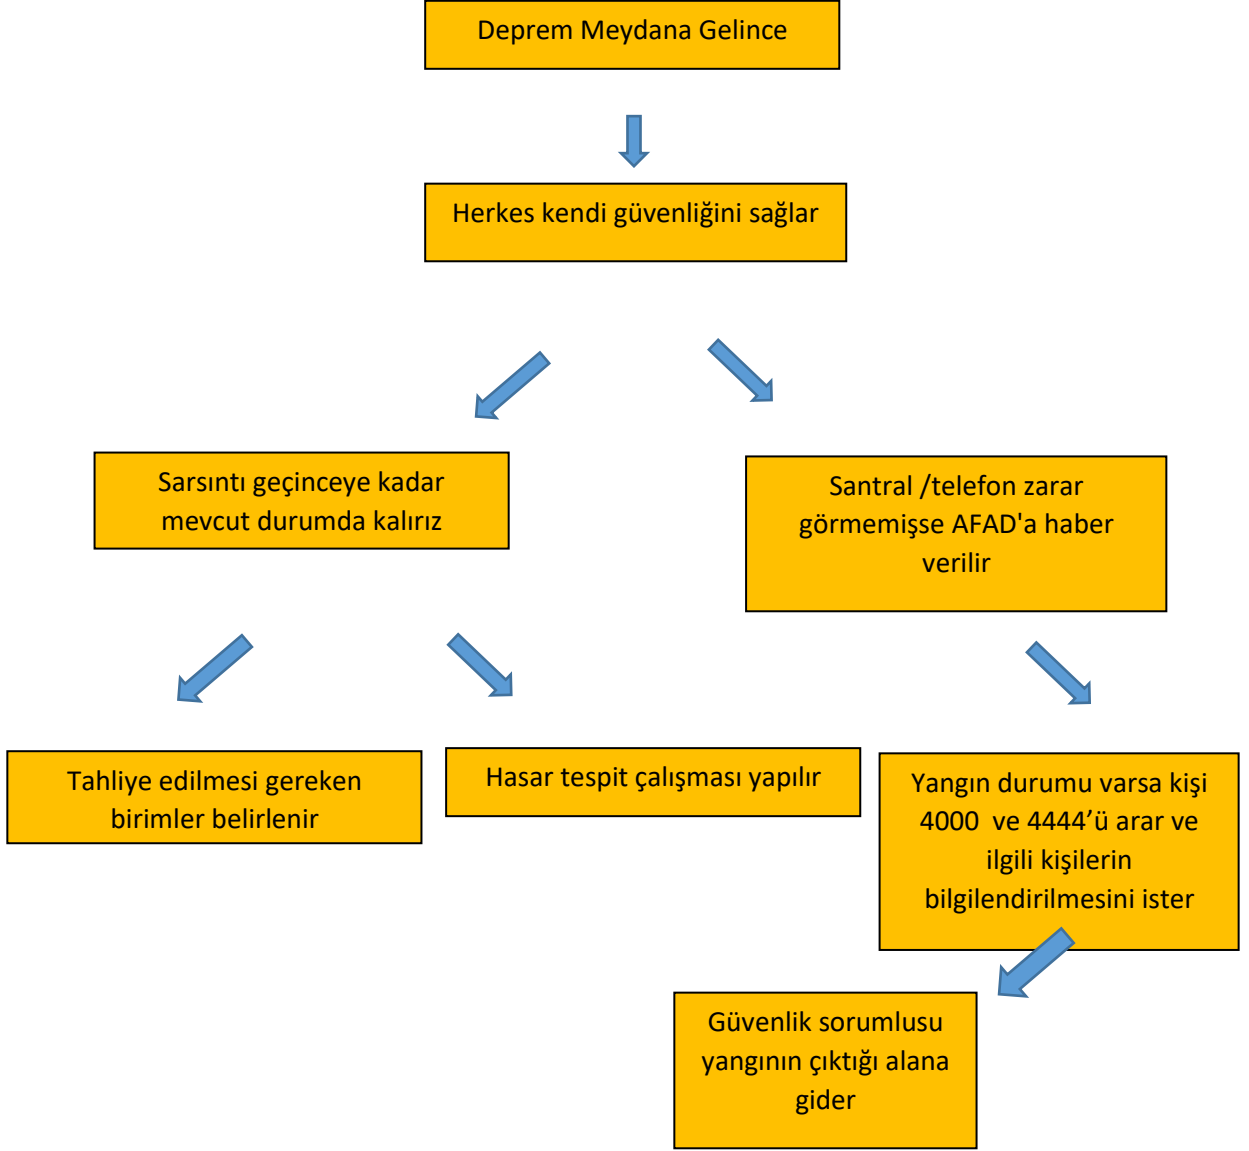 Deprem Meydana Gelince
Herkes kendi güvenliğini sağlar
Sarsıntı geçinceye kadar
mevcut durumda kalırız
Santral /telefon zarar
görmemişse AFAD'a haber
verilir
Tahliye edilmesi gereken
birimler belirlenir
Hasar tespit çalışması yapılır
Yangın durumu varsa kişi
4000  ve 4444’ü arar ve
ilgili kişilerin
bilgilendirilmesini ister
Güvenlik sorumlusu
yangının çıktığı alana
gider